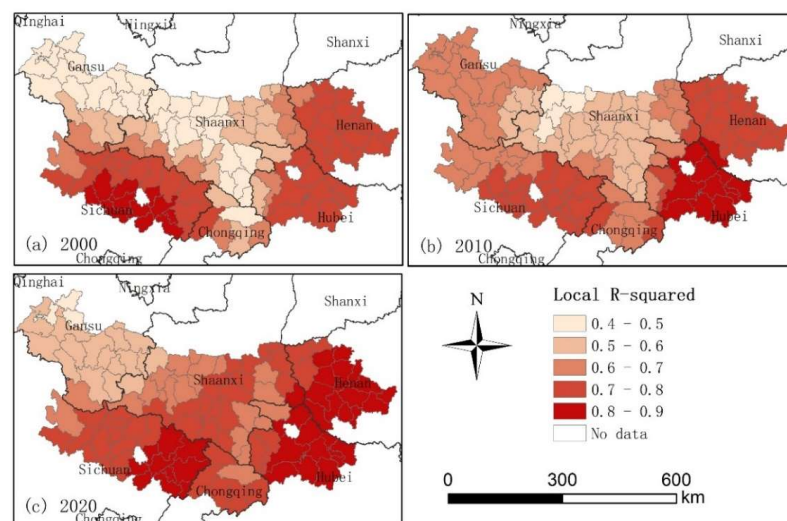 Qinghai
Ningxia
Shanxi
Gansu
Shaanxi
Henan
Sichuan
Hubei
Chongqing
(a) 2000
Chongqing
Ningxia
Shanxi
Gansu
Shaanxi
Henan
Sichuan
Hubei
Chongqing
(b) 2010
Chongqing
Qinghai
Ningxia
Shanxi
Gansu
Shaanxi
Henan
Sichuan
Hubei
Chongqing
(c) 2020
Chongqing
N
Local R-squared
0.4 - 0.5
0.5 - 0.6
0.6 - 0.7
0.7 - 0.8
0.8 - 0.9
No data
0 300 600
km